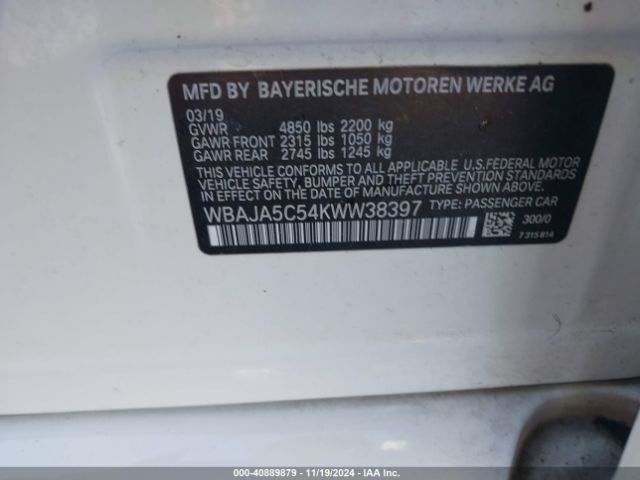 MFD BY BAYERISCHE MOTOREN WERKE AG
03/19
GVWR 4850 lbs 2200 kg
GAWR FRONT 2315 lbs 1050 kg
GAWR REAR 2745 lbs 1245 kg
THIS VEHICLE CONFORMS TO ALL APPLICABLE U.S.FEDERAL MOTOR
VEHICLE SAFETY, BUMPER AND THEFT PREVENTION STANDARDS
IN EFFECT ON THE DATE OF MANUFACTURE SHOWN ABOVE.
WBAJA5C54KWW38397 TYPE: PASSENGER CAR
300/0
7315814
000-40889879 - 11/19/2024 - IAA Inc.